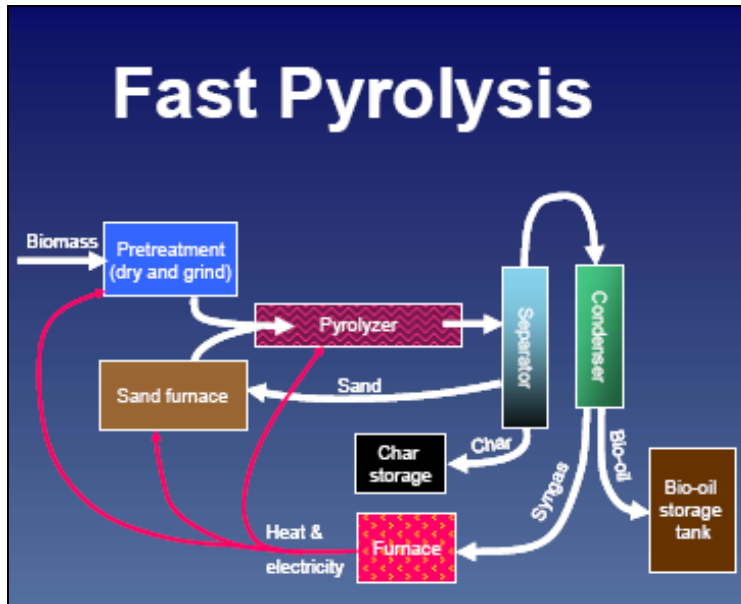 Fast Pyrolysis
Biomass
Pretreatment
(dry and grind)
Pyrolyzer
Separator
Condenser
Sand furnace
Sand
Char
Char
storage
Syngas
Bio-oil
Bio-oil
storage
tank
Heat &
electricity
Furnace